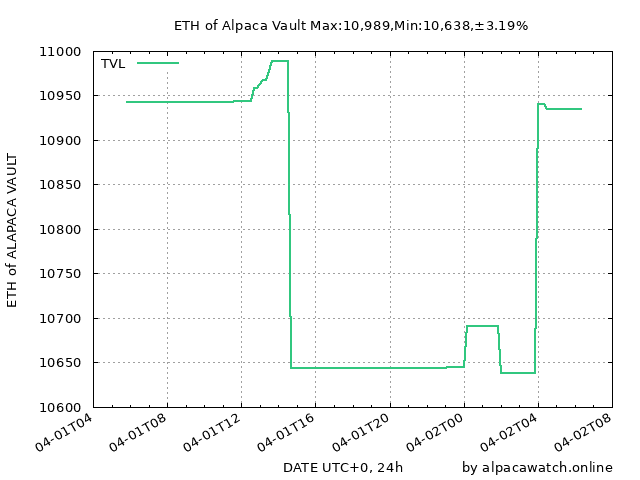 ETH of Alpaca Vault Max:10,989,Min:10,638,±3.19%
TVL
11000
10950
10900
10850
10800
10750
10700
10650
10600
ETH of ALAPACA VAULT
04-01T04
04-01T08
04-01T12
04-01T16
04-01T20
04-02T00
04-02T04
04-02T08
DATE UTC+0, 24h
by alpacawatch.online